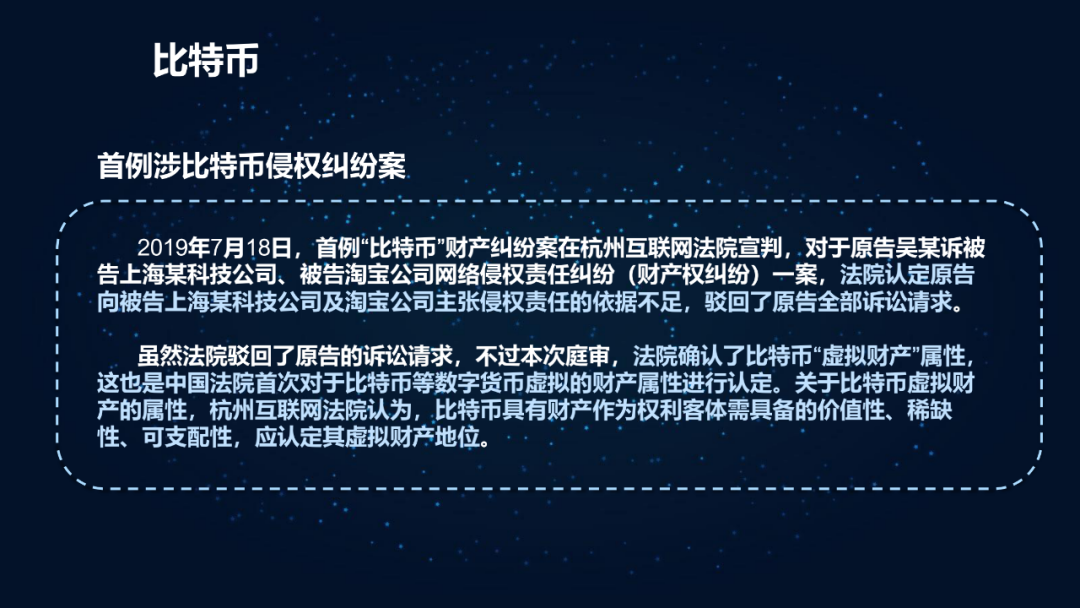 比特币
首例涉比特币侵权纠纷案
2019年7月18日，首例“比特币”财产纠纷案在杭州互联网法院宣判，对于原告吴某诉被
告上海某科技公司、被告淘宝公司网络侵权责任纠纷（财产权纠纷）一案，法院认定原告
向被告上海某科技公司及淘宝公司主张侵权责任的依据不足，驳回了原告全部诉讼请求。
虽然法院驳回了原告的诉讼请求，不过本次庭审，法院确认了比特币“虚拟财产”属性，
这也是中国法院首次对于比特币等数字货币虚拟的财产属性进行认定。关于比特币虚拟财
产的属性，杭州互联网法院认为，比特币具有财产作为权利客体需具备的价值性、稀缺
性、可支配性，应认定其虚拟财产地位。